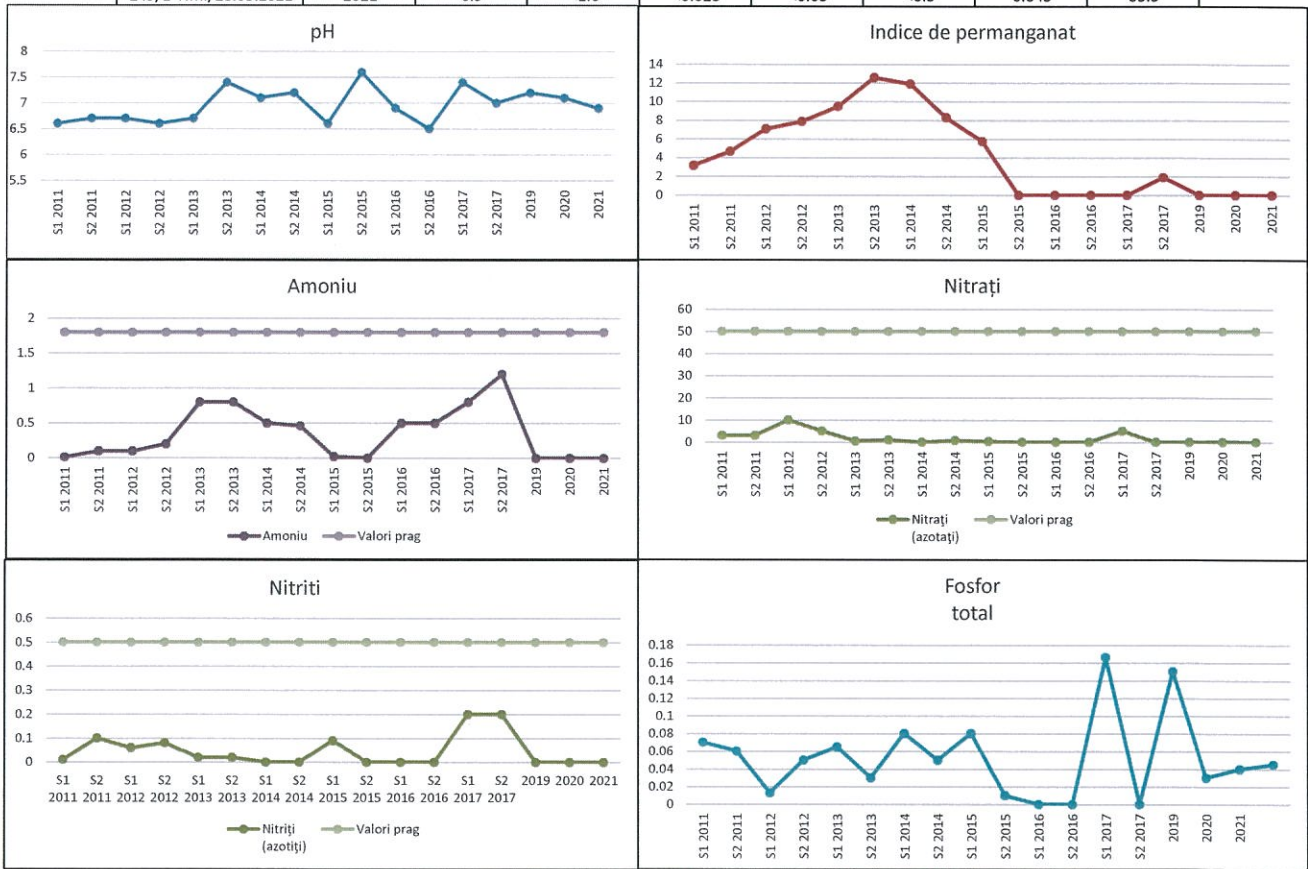 2021 6.9 0.045
pH
8
7.5
7
6.5
6
5.5
S1 2011
S2 2011
S1 2012
S2 2012
S1 2013
S2 2013
S1 2014
S2 2014
S1 2015
S2 2015
S1 2016
S2 2016
S1 2017
S2 2017
2019
2020
2021
Indice de permanganat
14
12
10
8
6
4
2
0
S1 2011
S2 2011
S1 2012
S2 2012
S1 2013
S2 2013
S1 2014
S2 2014
S1 2015
S2 2015
S1 2016
S2 2016
S1 2017
S2 2017
2019
2020
2021
Amoniu
2
1.5
1
0.5
0
S1 2011
S2 2011
S1 2012
S2 2012
S1 2013
S2 2013
S1 2014
S2 2014
S1 2015
S2 2015
S1 2016
S2 2016
S1 2017
S2 2017
2019
2020
2021
Amoniu Valori prag
Nitrați
60
50
40
30
20
10
0
S1 2011
S2 2011
S1 2012
S2 2012
S1 2013
S2 2013
S1 2014
S2 2014
S1 2015
S2 2015
S1 2016
S2 2016
S1 2017
S2 2017
2019
2020
2021
Nitrați Valori prag
(azotați)
Nitriti
0.6
0.5
0.4
0.3
0.2
0.1
0
S1 S2 S1 S2 S1 S2 S1 S2 S1 S2 S1 S2 S1 S2 2019 2020 2021
2011 2011 2012 2012 2013 2013 2014 2014 2015 2015 2016 2016 2017 2017
Nitriți Valori prag
(azotiți)
Fosfor
total
0.18
0.16
0.14
0.12
0.1
0.08
0.06
0.04
0.02
0
S1 2011
S2 2011
S1 2012
S2 2012
S1 2013
S2 2013
S1 2014
S2 2014
S1 2015
S2 2015
S1 2016
S2 2016
S1 2017
S2 2017
2019
2020
2021